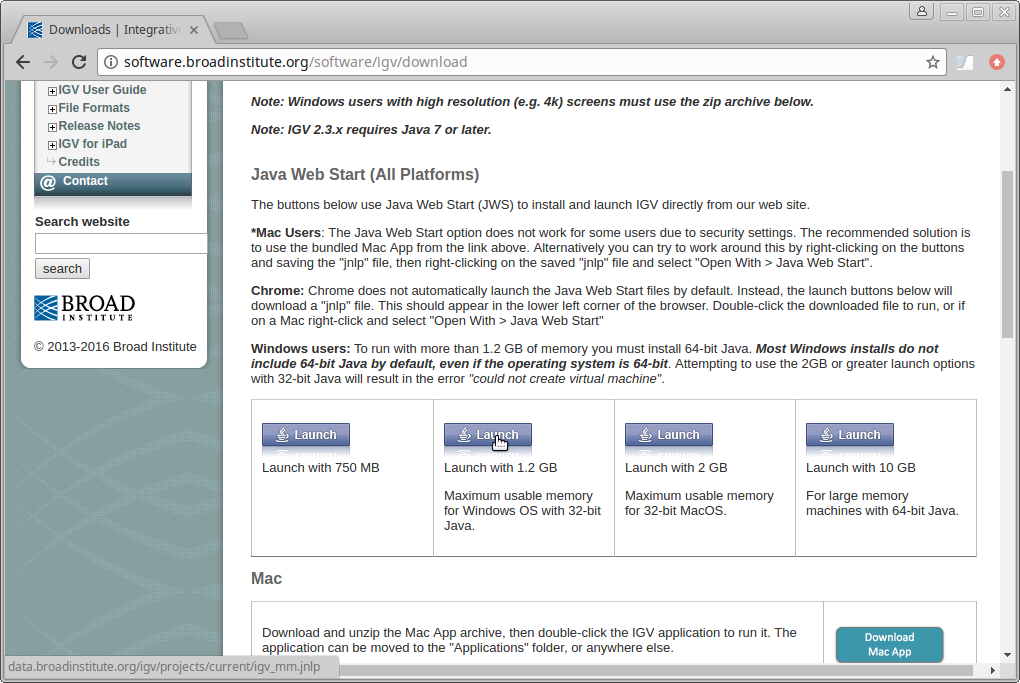 Downloads | Integrativ
software.broadinstitute.org/software/igv/download
IGV User Guide
File Formats
Release Notes
IGV for iPad
Credits
@ Contact
Search website
search
BROAD
INSTITUTE
© 2013-2016 Broad Institute
Note: Windows users with high resolution (e.g. 4k) screens must use the zip archive below.
Note: IGV 2.3.x requires Java 7 or later.
Java Web Start (All Platforms)
The buttons below use Java Web Start (JWS) to install and launch IGV directly from our web site.
*Mac Users: The Java Web Start option does not work for some users due to security settings. The recommended solution is
to use the bundled Mac App from the link above. Alternatively you can try to work around this by right-clicking on the buttons
and saving the "jnlp" file, then right-clicking on the saved "jnlp" file and select "Open With > Java Web Start".
Chrome: Chrome does not automatically launch the Java Web Start files by default. Instead, the launch buttons below will
download a "jnlp" file. This should appear in the lower left corner of the browser. Double-click the downloaded file to run, or if
on a Mac right-click and select "Open With > Java Web Start"
Windows users: To run with more than 1.2 GB of memory you must install 64-bit Java. Most Windows installs do not
include 64-bit Java by default, even if the operating system is 64-bit. Attempting to use the 2GB or greater launch options
with 32-bit Java will result in the error "could not create virtual machine".
Launch
Launch with 750 MB
Launch
Launch with 1.2 GB
Maximum usable memory
for Windows OS with 32-bit
Java.
Launch
Launch with 2 GB
Maximum usable memory
for 32-bit MacOS.
Launch
Launch with 10 GB
For large memory
machines with 64-bit Java.
Mac
Download and unzip the Mac App archive, then double-click the IGV application to run it. The
application can be moved to the "Applications" folder, or anywhere else.
Download
Mac App
data.broadinstitute.org/igv/projects/current/igv_mm.jnlp